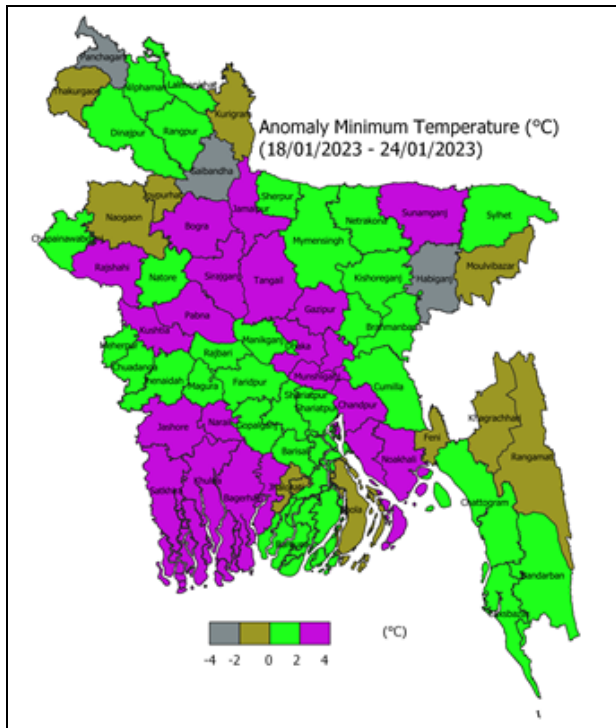 Panchagarh
Thakurgaon
Nilphamari
Lalmonirhat
Kurigram
Dinajpur
Rangpur
Anomaly Minimum Temperature (°C)
(18/01/2023 - 24/01/2023)
Gaibandha
Naogaon
Joypurhat
Sherpur
Jamalpur
Netrakona
Sunamganj
Sylhet
Bogra
Mymensingh
Chapainawabganj
Rajshahi
Natore
Sirajganj
Tangail
Kishoreganj
Habiganj
Moulvibazar
Pabna
Gazipur
Brahmanbaria
Kushtia
Meherpur
Manikganj
Dhaka
Rajbari
Chuadanga
Jhenaidah
Magura
Faridpur
Munshiganj
Cumilla
Shariatpur
Shariatpur
Chandpur
Khagrachhari
Jashore
Narail
Gopalganj
Feni
Rangamati
Barisal
Noakhali
Satkhira
Khulna
Bagerhat
Jhalokati
Bhola
Chattogram
Bandarban
(°C)
-4 -2 0 2 4